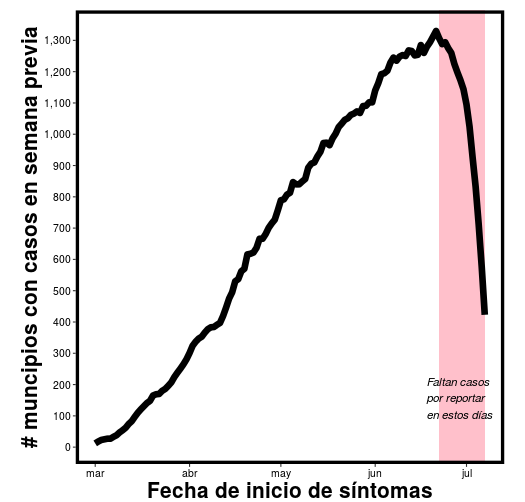 # muncipios con casos en semana previa
1,300
1,200
1,100
1,000
900
800
700
600
500
400
300
200
100
0
Faltan casos
por reportar
en estos días
mar abr may jun jul
Fecha de inicio de síntomas